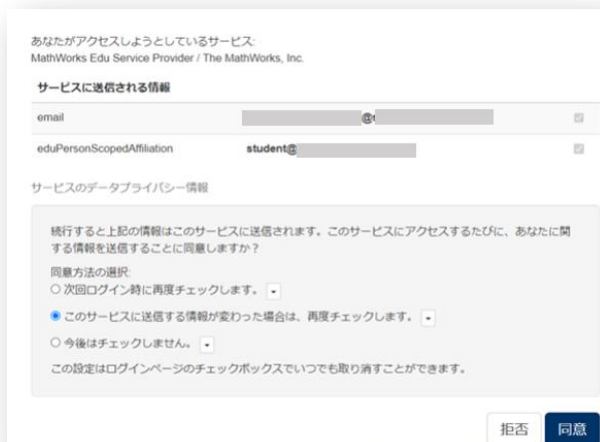 あなたがアクセスしようとしているサービス:
MathWorks Edu Service Provider / The MathWorks, Inc.
サービスに送信される情報
email @
eduPersonScopedAffiliation student@
サービスのデータプライバシー情報
続行すると上記の情報はこのサービスに送信されます。このサービスにアクセスするたびに、あなたに関
する情報を送信することに同意しますか？
同意方法の選択:
次回ログイン時に再度チェックします。
このサービスに送信する情報が変わった場合は、再度チェックします。
今後はチェックしません。
この設定はログインページのチェックボックスでいつでも取り消すことができます。
拒否 同意